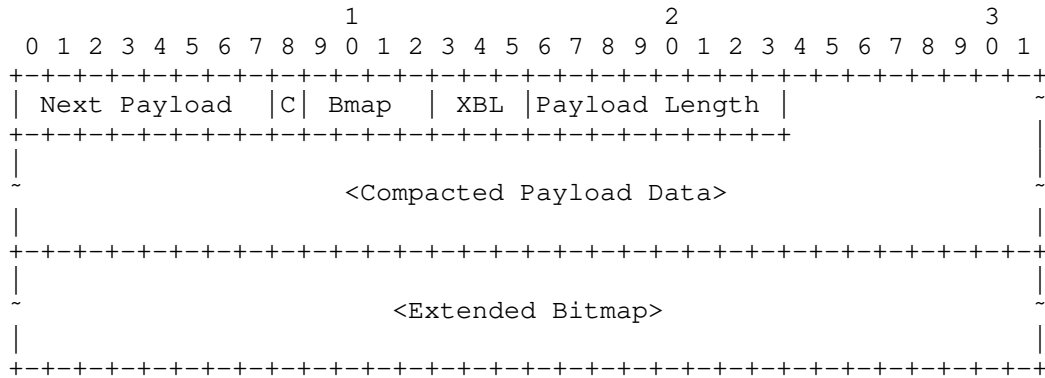 1                   2                   3
 0 1 2 3 4 5 6 7 8 9 0 1 2 3 4 5 6 7 8 9 0 1 2 3 4 5 6 7 8 9 0 1
+-+-+-+-+-+-+-+-+-+-+-+-+-+-+-+-+-+-+-+-+-+-+-+-+-+-+-+-+-+-+-+-+
| Next Payload  |C| Bmap  | XBL |Payload Length |               ~
+-+-+-+-+-+-+-+-+-+-+-+-+-+-+-+-+-+-+-+-+-+-+-+-+               |
|                                                               |
~                    <Compacted Payload Data>                   ~
|                                                               |
+-+-+-+-+-+-+-+-+-+-+-+-+-+-+-+-+-+-+-+-+-+-+-+-+-+-+-+-+-+-+-+-+
|                                                               |
~                       <Extended Bitmap>                       ~
|                                                               |
+-+-+-+-+-+-+-+-+-+-+-+-+-+-+-+-+-+-+-+-+-+-+-+-+-+-+-+-+-+-+-+-+